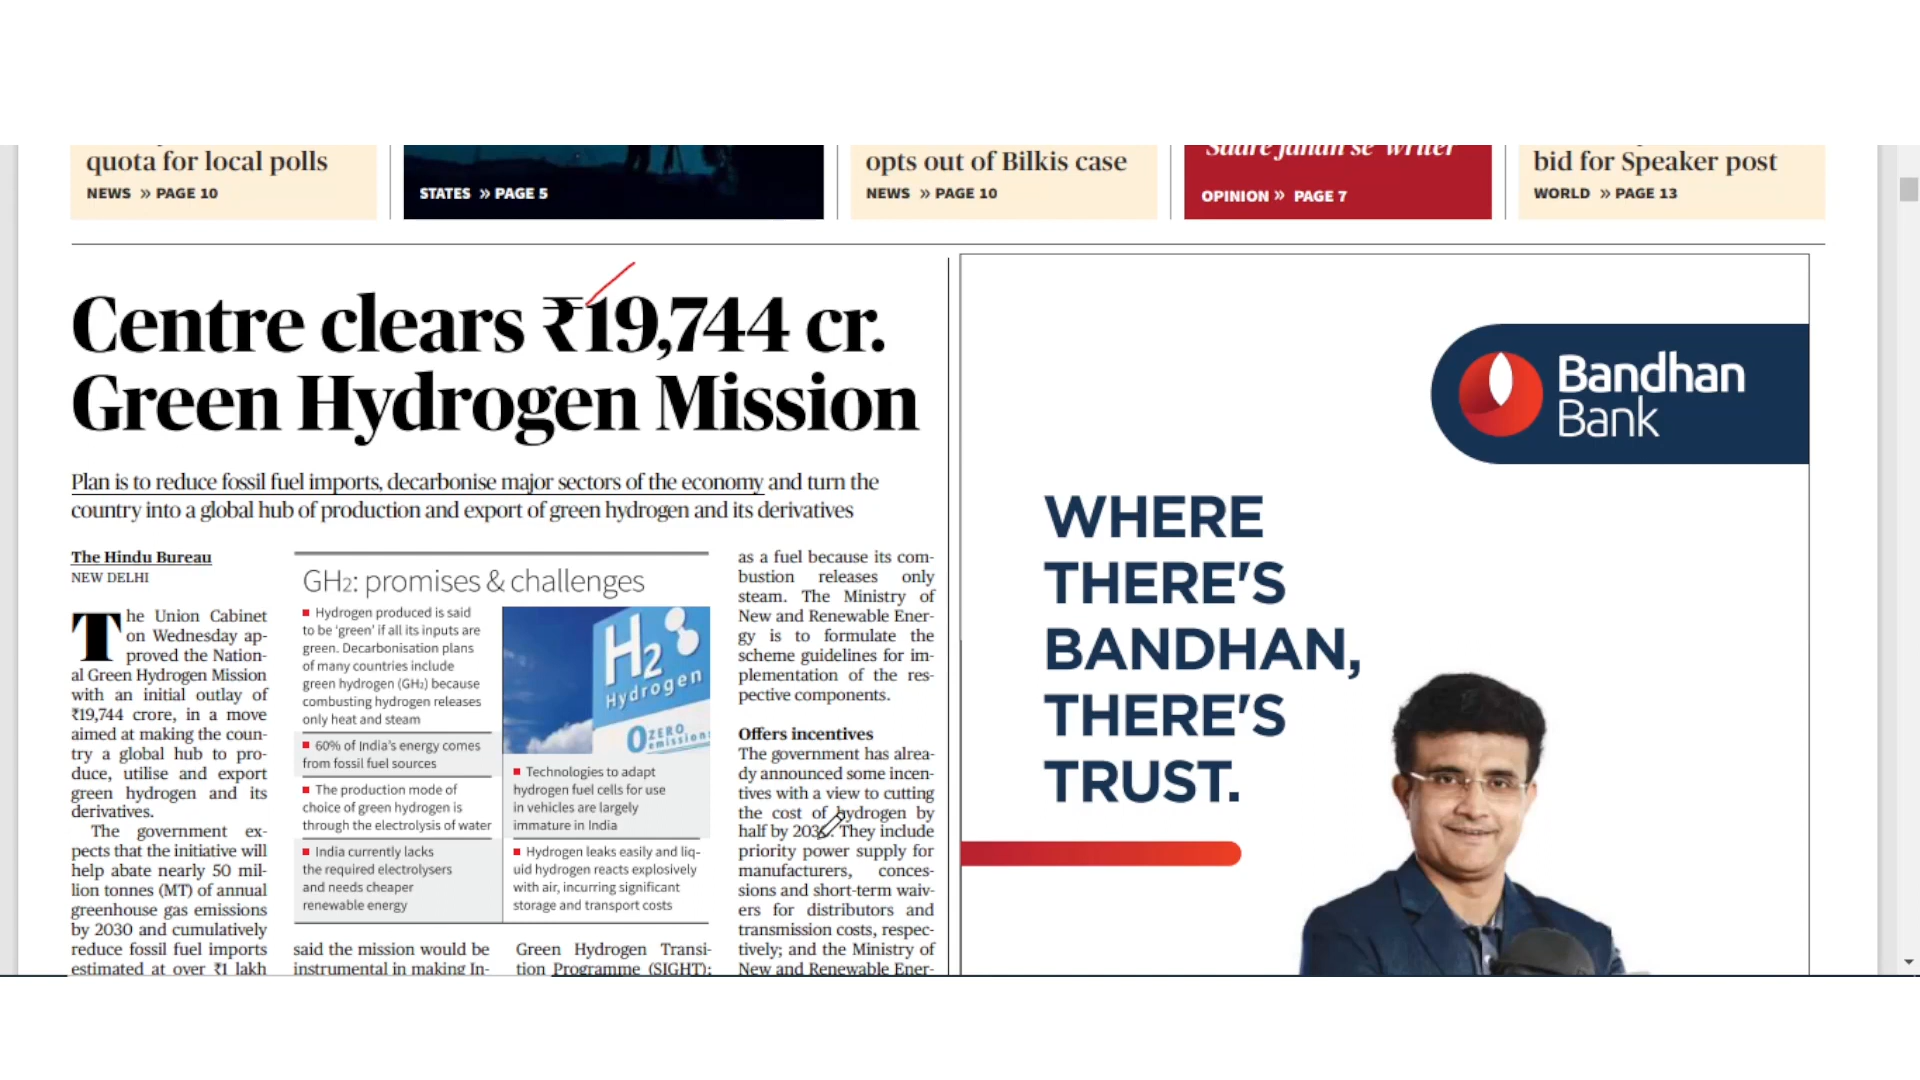 quota for local polls
NEWS » PAGE 10
STATES » PAGE 5
opts out of Bilkis case
NEWS » PAGE 10
Saare jahan se' writer
OPINION » PAGE 7
bid for Speaker post
WORLD » PAGE 13
Centre clears ₹19,744 cr.
Green Hydrogen Mission
Plan is to reduce fossil fuel imports, decarbonise major sectors of the economy and turn the
country into a global hub of production and export of green hydrogen and its derivatives
The Hindu Bureau
NEW DELHI
The Union Cabinet
on Wednesday ap-
proved the Nation-
al Green Hydrogen Mission
with an initial outlay of
₹19,744 crore, in a move
aimed at making the coun-
try a global hub to pro-
duce, utilise and export
green hydrogen and its
derivatives.
The government ex-
pects that the initiative will
help abate nearly 50 mil-
lion tonnes (MT) of annual
greenhouse gas emissions
by 2030 and cumulatively
reduce fossil fuel imports
estimated at over ₹1 lakh
GH2: promises & challenges
Hydrogen produced is said
to be 'green' if all its inputs are
green. Decarbonisation plans
of many countries include
green hydrogen (GH2) because
combusting hydrogen releases
only heat and steam
60% of India's energy comes
from fossil fuel sources
The production mode of
choice of green hydrogen is
through the electrolysis of water
India currently lacks
the required electrolysers
and needs cheaper
renewable energy
H2
Hydrogen
0 ZERO
emissions
Technologies to adapt
hydrogen fuel cells for use
in vehicles are largely
immature in India
Hydrogen leaks easily and liq-
uid hydrogen reacts explosively
with air, incurring significant
storage and transport costs
said the mission would be
instrumental in making In-
Green Hydrogen Transi-
tion Programme (SIGHT);
as a fuel because its com-
bustion releases only
steam. The Ministry of
New and Renewable Ener-
gy is to formulate the
scheme guidelines for im-
plementation of the res-
pective components.
Offers incentives
The government has alrea-
dy announced some incen-
tives with a view to cutting
the cost of hydrogen by
half by 2030. They include
priority power supply for
manufacturers, conces-
sions and short-term waiv-
ers for distributors and
transmission costs, respec-
tively; and the Ministry of
New and Renewable Ener-
Bandhan
Bank
WHERE
THERE'S
BANDHAN,
THERE'S
TRUST.